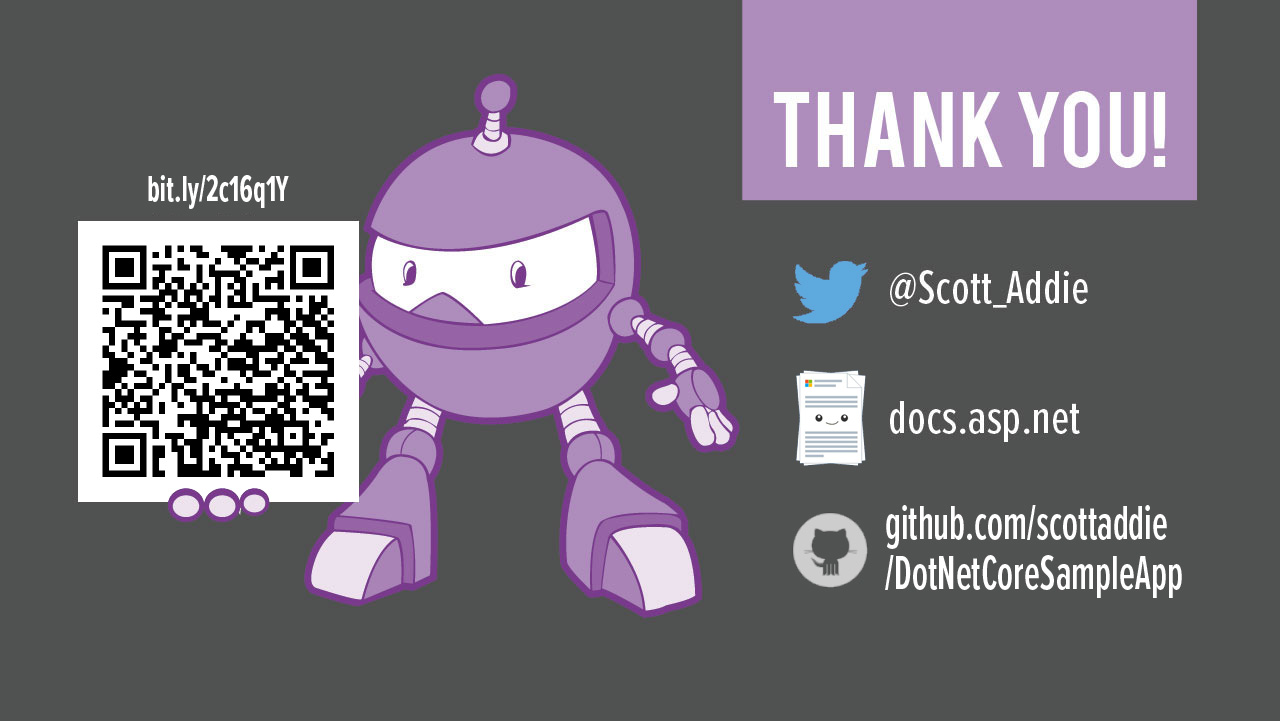 THANK YOU!
bit.ly/2c16q1Y
@Scott_Addie
docs.asp.net
github.com/scottaddie
/DotNetCoreSampleApp